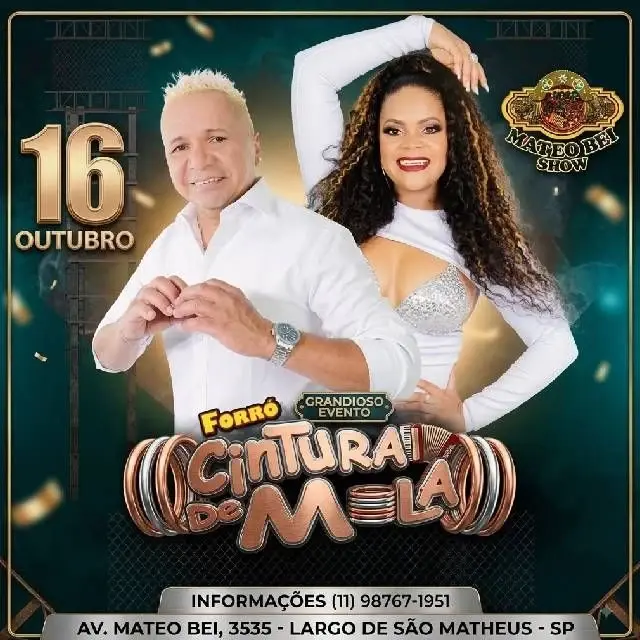 16
OUTUBRO
MATEO BEI
SHOW
GRANDIOSO
EVENTO
FORRÓ
CINTURA
De MOLA
INFORMAÇÕES (11) 98767-1951
AV. MATEO BEI, 3535 - LARGO DE SÃO MATHEUS - SP